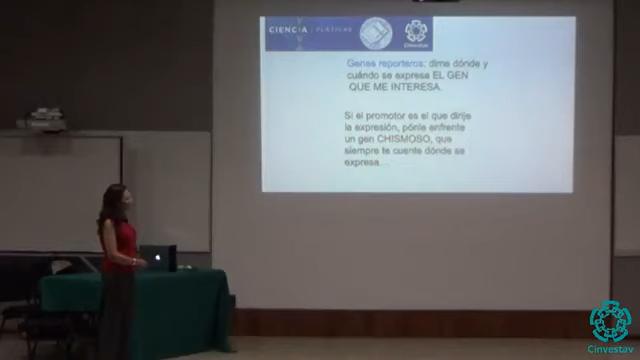 CIENCIA | PLÁTICAS
Cinvestav
Genes reporteros: dime dónde y
cuándo se expresa EL GEN
QUE ME INTERESA.
Si el promotor es el que dirije
la expresión, pónle enfrente
un gen CHISMOSO, que
siempre te cuente dónde se
expresa...
Cinvestav